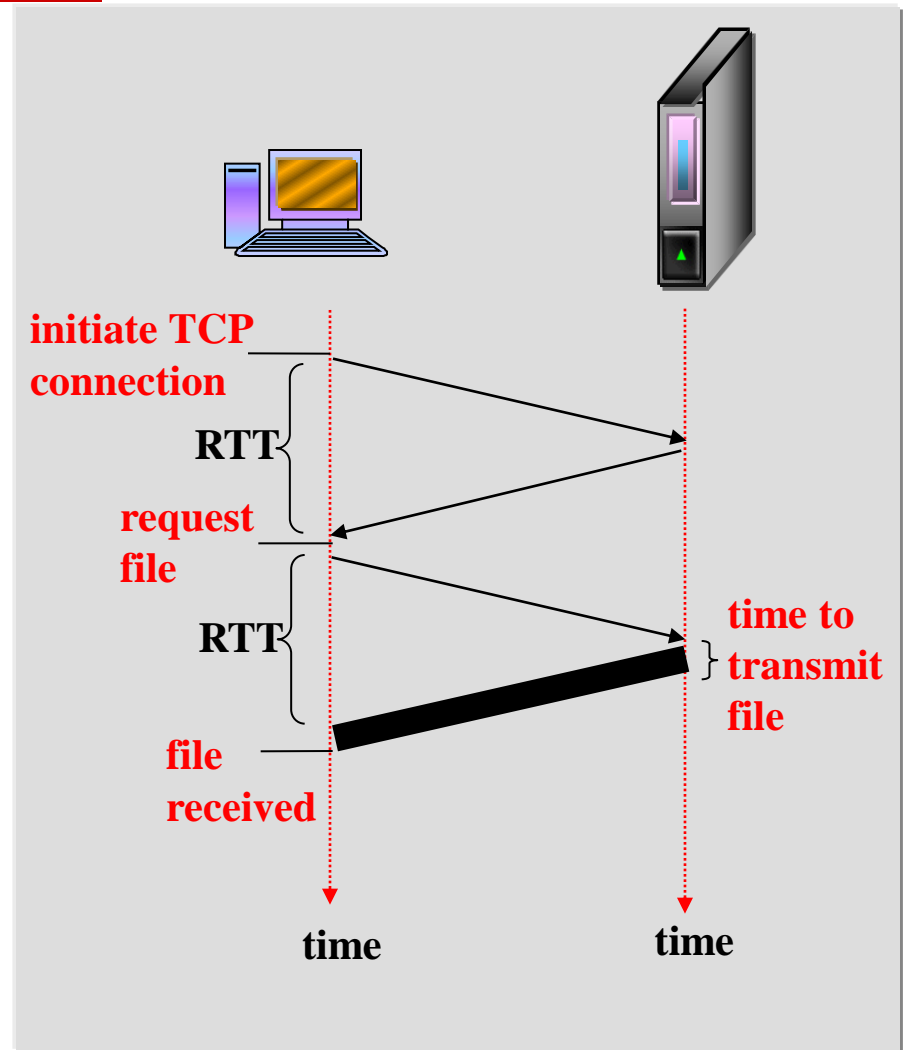 initiate TCP
connection
RTT
request
file
RTT
time to
transmit
file
file
received
time
time